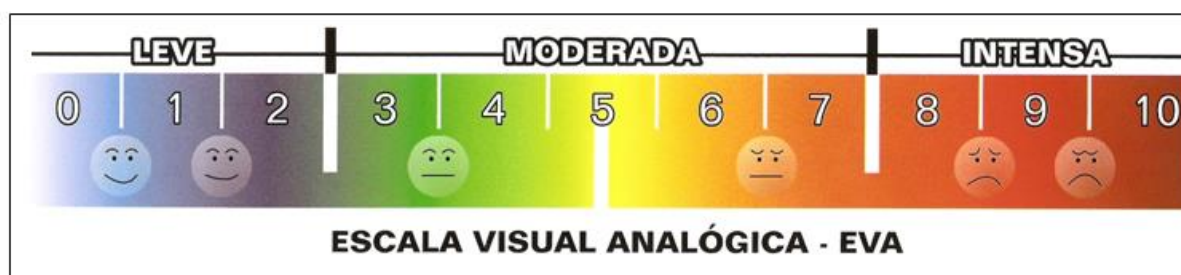 LEVE MODERADA INTENSA
0 1 2 3 4 5 6 7 8 9 10
ESCALA VISUAL ANALÓGICA - EVA